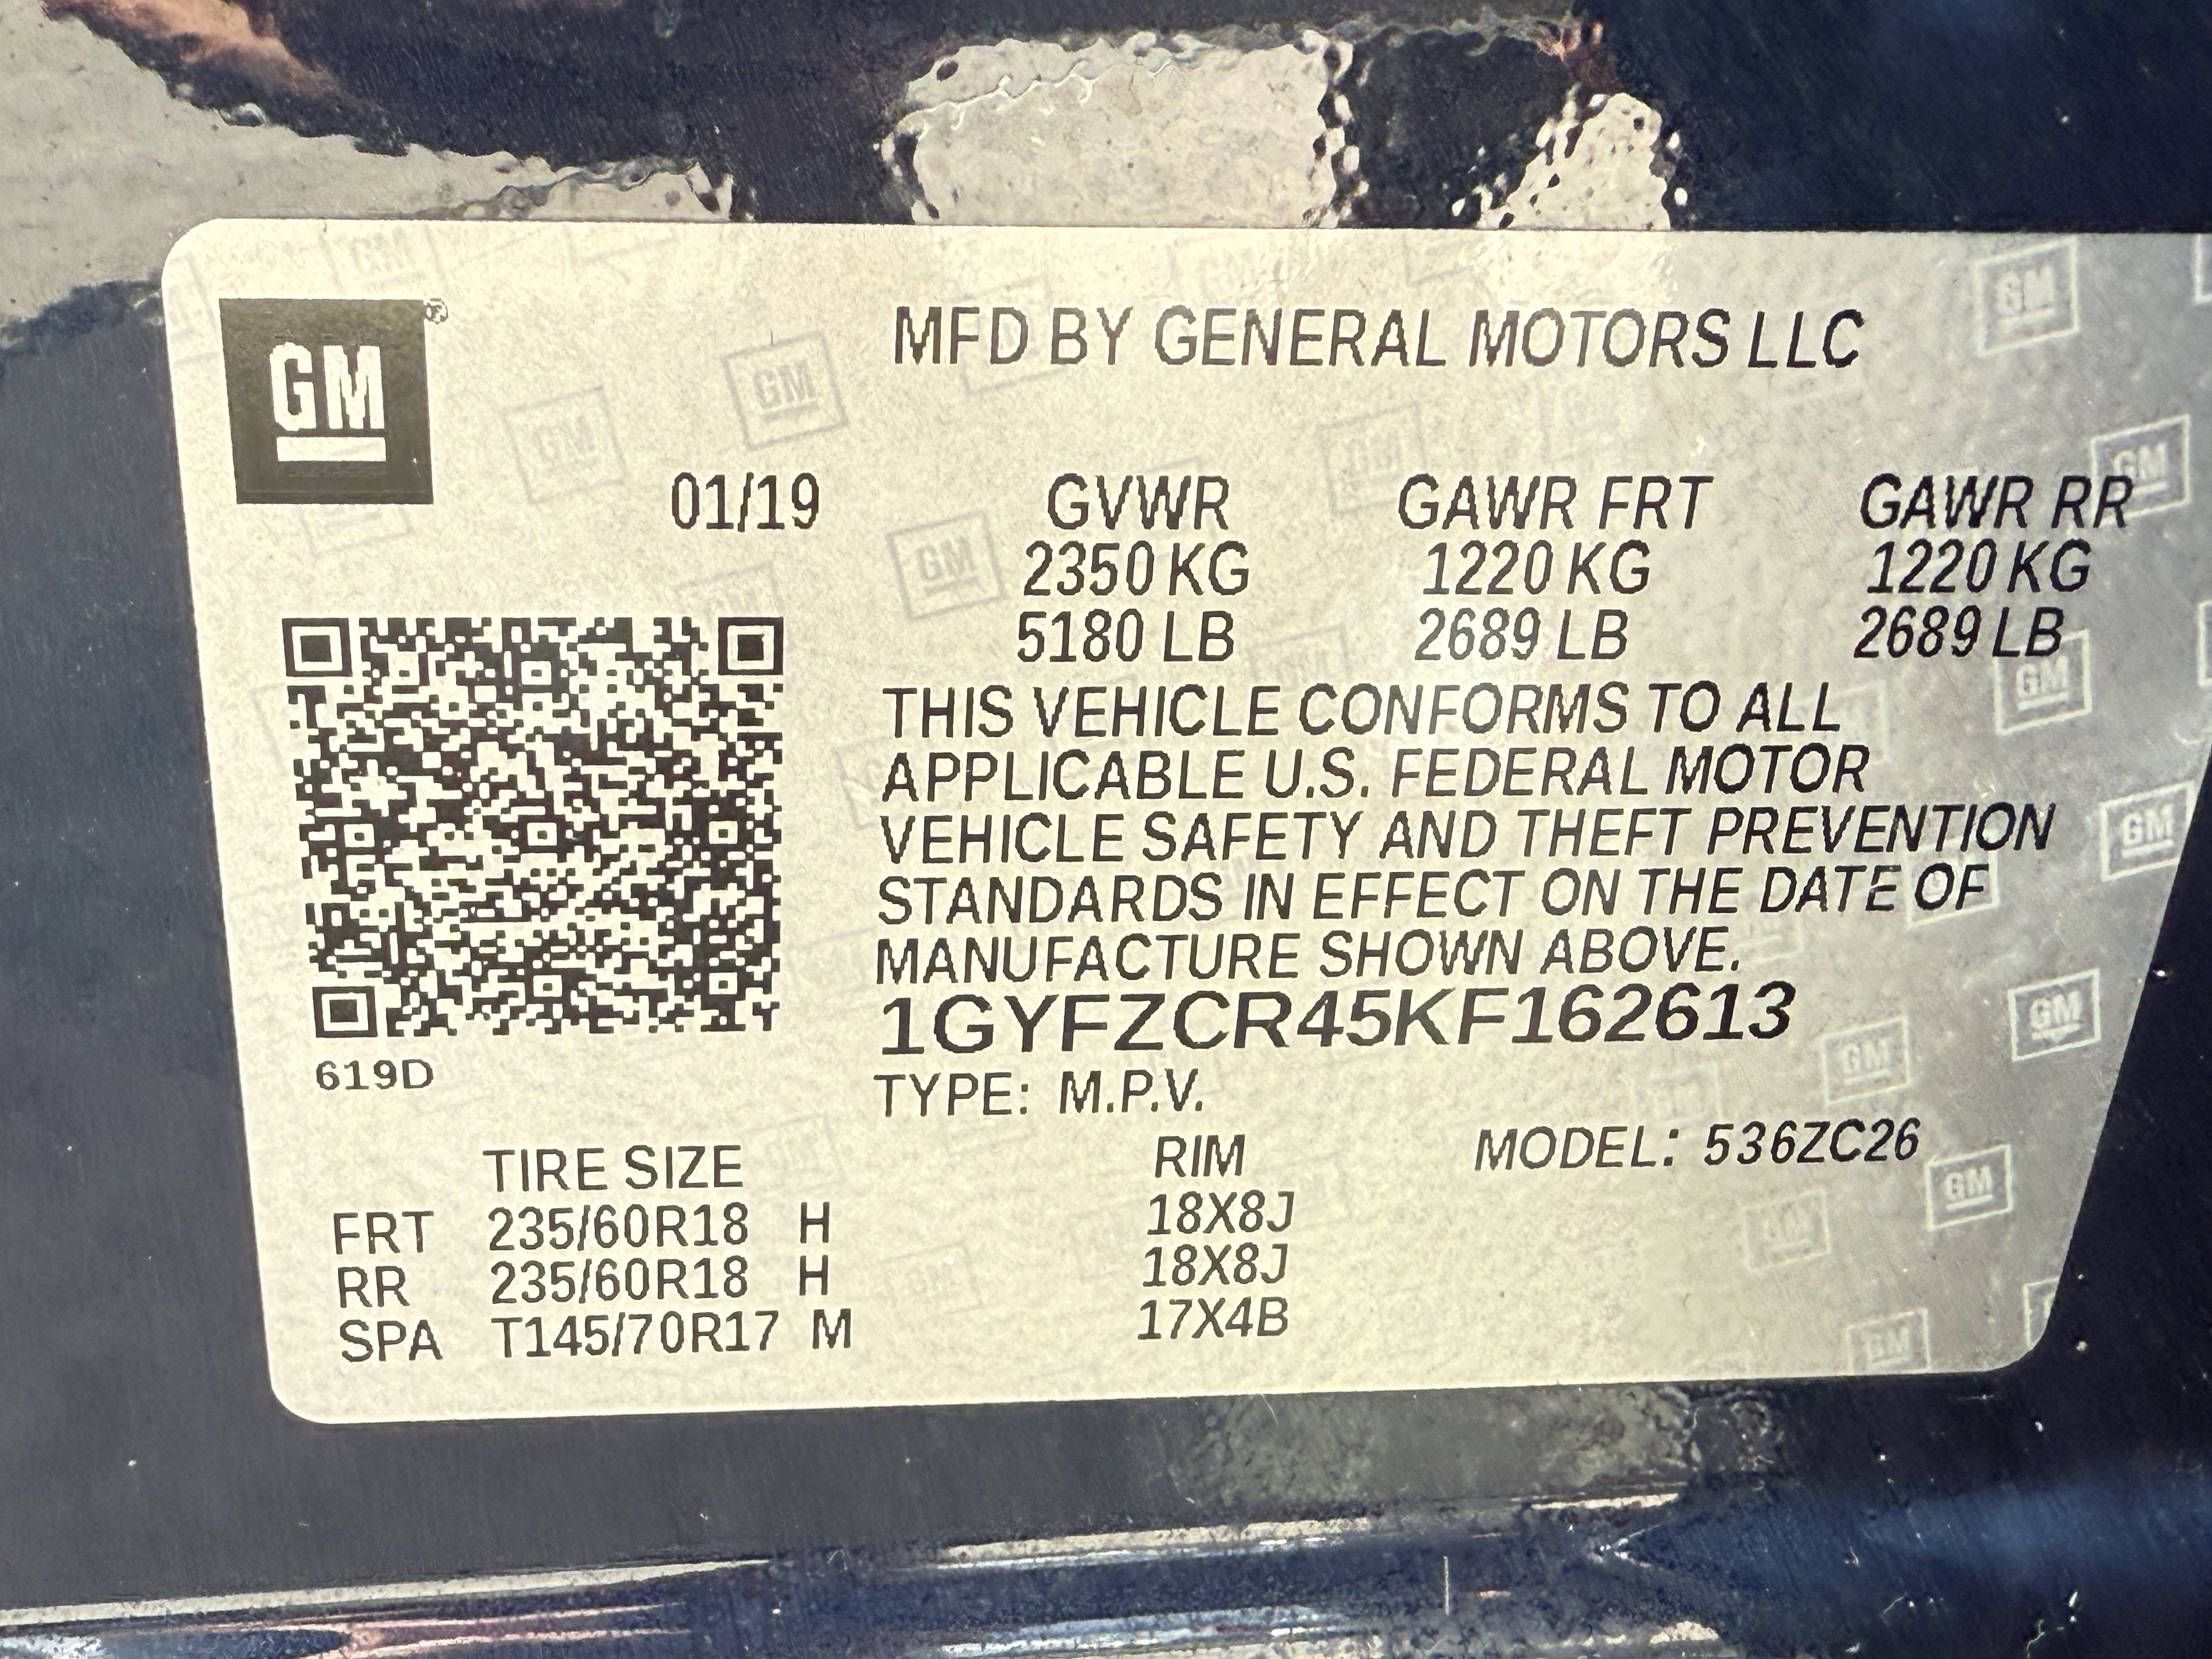 GM
MFD BY GENERAL MOTORS LLC
01/19 GVWR GAWR FRT GAWR RR
2350 KG 1220 KG 1220 KG
5180 LB 2689 LB 2689 LB
THIS VEHICLE CONFORMS TO ALL
APPLICABLE U.S. FEDERAL MOTOR
VEHICLE SAFETY AND THEFT PREVENTION
STANDARDS IN EFFECT ON THE DATE OF
MANUFACTURE SHOWN ABOVE.
1GYFZCR45KF162613
619D
TYPE: M.P.V.
TIRE SIZE RIM MODEL: 536ZC26
FRT 235/60R18 H 18X8J
RR 235/60R18 H 18X8J
SPA T145/70R17 M 17X4B